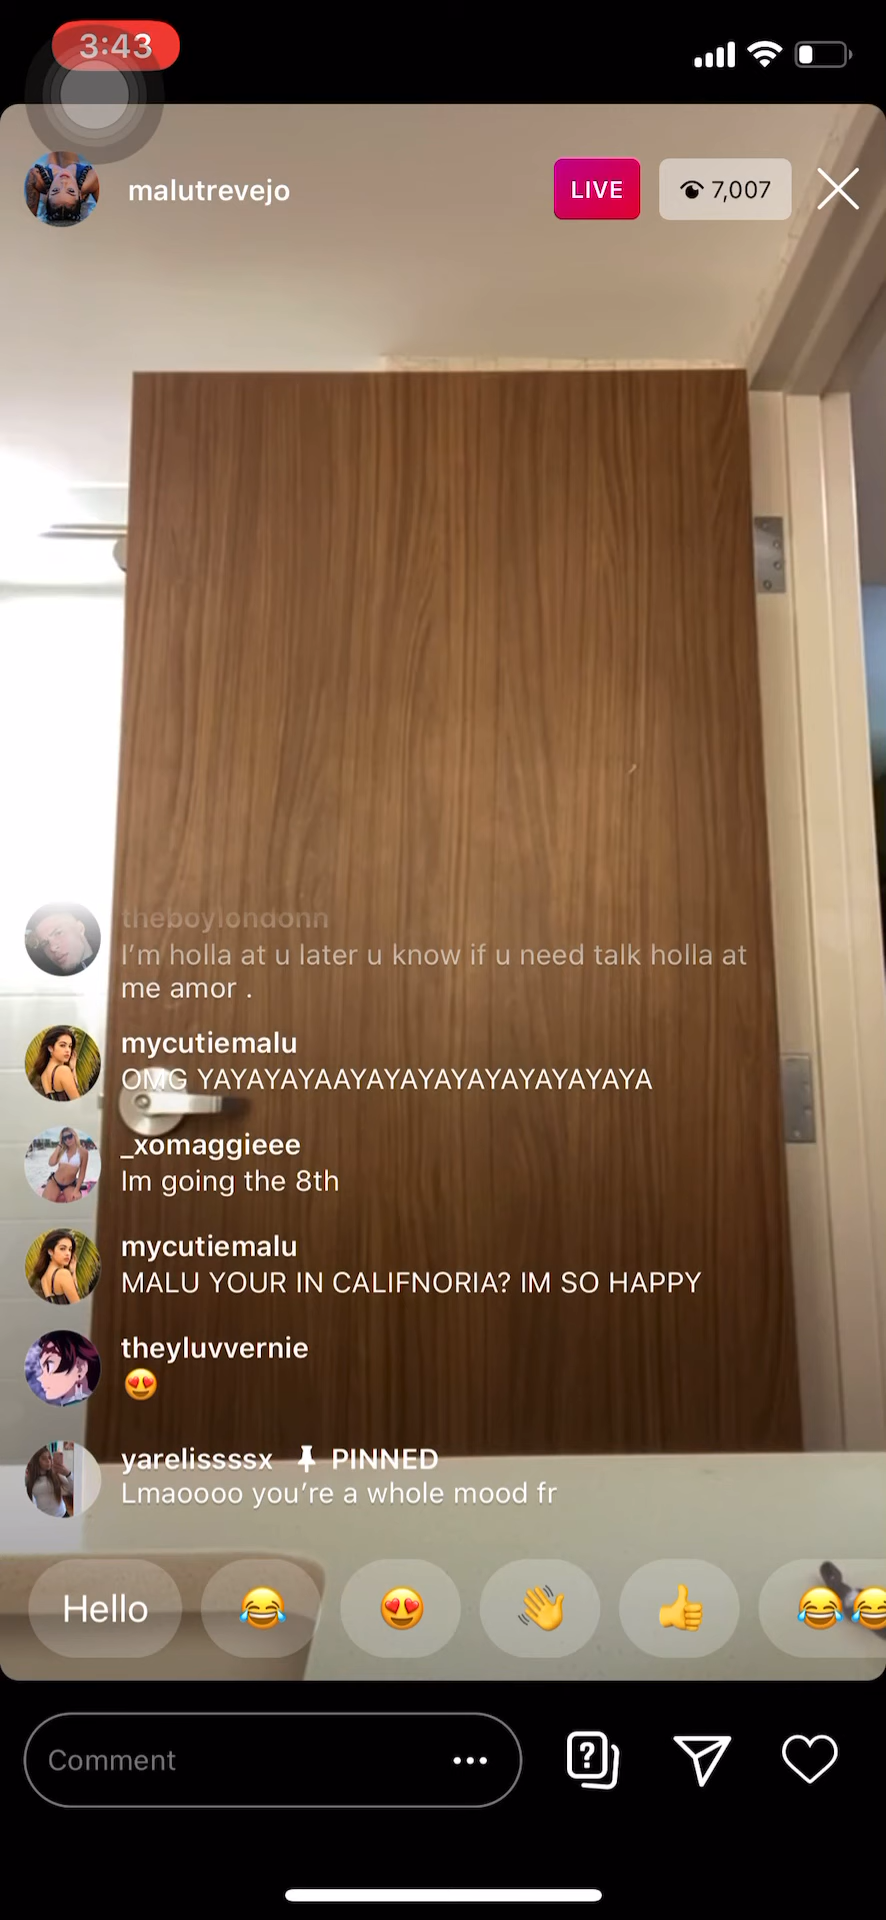 3:43
malutrevejo
LIVE
7,007
theboylondonn
I’m holla at u later u know if u need talk holla at
me amor .
mycutiemalu
OMG YAYAYAYAAYAYAYAYAYAYAYAYAYA
_xomaggieee
Im going the 8th
mycutiemalu
MALU YOUR IN CALIFNORIA? IM SO HAPPY
theyluvvernie
😍
yarelissssx PINNED
Lmaoooo you’re a whole mood fr
Hello 😂 😍 👋 👍 😂😂
Comment